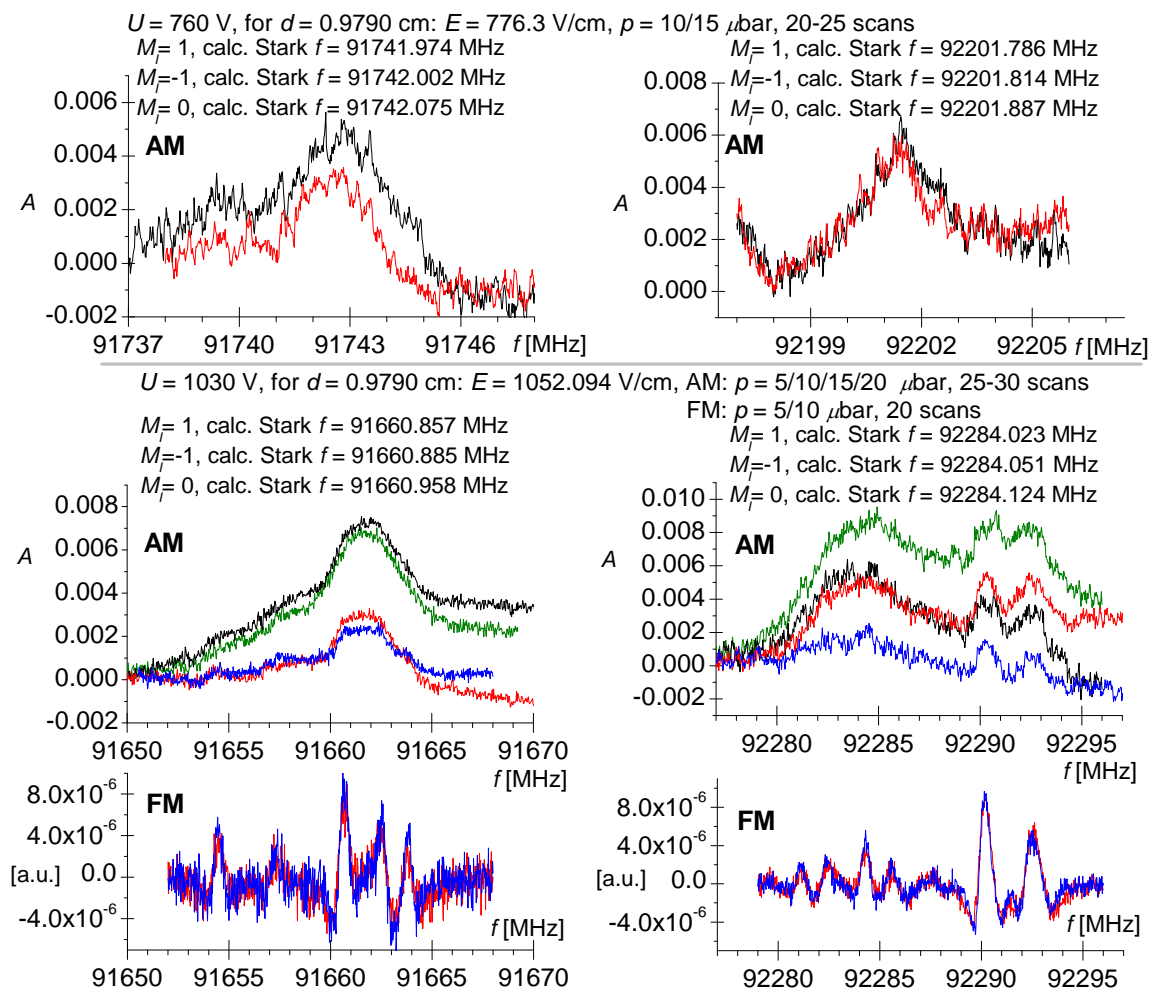 U = 760 V, for d = 0.9790 cm: E = 776.3 V/cm, p = 10/15 μbar, 20-25 scans
M_I= 1, calc. Stark f = 91741.974 MHz
M_I=-1, calc. Stark f = 91742.002 MHz
M_I= 0, calc. Stark f = 91742.075 MHz
AM
0.006
0.004
0.002
0.000
-0.002
A
91737 91740 91743 91746 f [MHz]
M_I= 1, calc. Stark f = 92201.786 MHz
M_I=-1, calc. Stark f = 92201.814 MHz
M_I= 0, calc. Stark f = 92201.887 MHz
AM
0.008
0.006
0.004
0.002
0.000
A
92199 92202 92205 f [MHz]
U = 1030 V, for d = 0.9790 cm: E = 1052.094 V/cm, AM: p = 5/10/15/20 μbar, 25-30 scans
FM: p = 5/10 μbar, 20 scans
M_I= 1, calc. Stark f = 91660.857 MHz
M_I=-1, calc. Stark f = 91660.885 MHz
M_I= 0, calc. Stark f = 91660.958 MHz
AM
0.008
0.006
0.004
0.002
0.000
-0.002
A
91650 91655 91660 91665 91670
f [MHz]
M_I= 1, calc. Stark f = 92284.023 MHz
M_I=-1, calc. Stark f = 92284.051 MHz
M_I= 0, calc. Stark f = 92284.124 MHz
AM
0.010
0.008
0.006
0.004
0.002
0.000
-0.002
A
92280 92285 92290 92295
f [MHz]
FM
8.0x10^-6
4.0x10^-6
0.0
-4.0x10^-6
[a.u.]
f [MHz]
91650 91655 91660 91665 91670
FM
8.0x10^-6
4.0x10^-6
0.0
-4.0x10^-6
[a.u.]
f [MHz]
92280 92285 92290 92295